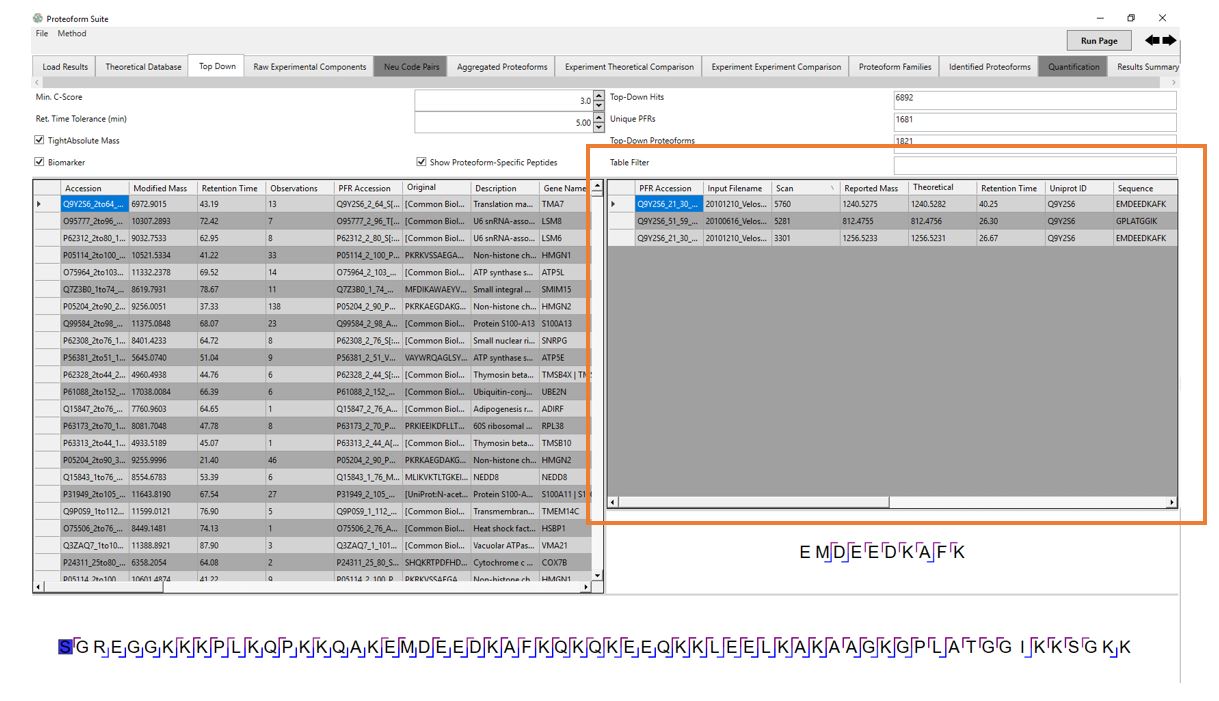 Proteoform Suite
File Method
Run Page
Load Results Theoretical Database Top Down Raw Experimental Components Neu Code Pairs Aggregated Proteoforms Experiment Theoretical Comparison Experiment Experiment Comparison Proteoform Families Identified Proteoforms Quantification Results Summary
Min. C-Score 3.0 Top-Down Hits 6892
Ret. Time Tolerance (min) 5.00 Unique PFRs 1681
TightAbsolute Mass Top-Down Proteoforms 1821
Biomarker Show Proteoform-Specific Peptides Table Filter
Accession Modified Mass Retention Time Observations PFR Accession Original Description Gene Name
Q9Y2S6_2to64_... 6972.9015 43.19 13 Q9Y2S6_2_64_S[... [Common Biol... Translation ma... TMA7
O95777_2to96_... 10307.2893 72.42 7 O95777_2_96_T[... [Common Biol... U6 snRNA-asso... LSM8
P62312_2to80_1... 9032.7533 62.95 8 P62312_2_80_S[:... [Common Biol... U6 snRNA-asso... LSM6
P05114_2to100_... 10521.5334 41.22 33 P05114_2_100_P... PKRKVSSAEGA... Non-histone ch... HMGN1
O75964_2to103... 11332.2378 69.52 14 O75964_2_103_... [Common Biol... ATP synthase s... ATP5L
Q7Z3B0_1to74_... 8619.7931 78.67 11 Q7Z3B0_1_74_... MFDIKAWAEYV... Small integral ... SMIM15
P05204_2to90_2... 9256.0051 37.33 138 P05204_2_90_P... PKRKAEGDAKG... Non-histone ch... HMGN2
Q99584_2to98_... 11375.0848 68.07 23 Q99584_2_98_A... [Common Biol... Protein S100-A13 S100A13
P62308_2to76_1... 8401.4233 64.72 8 P62308_2_76_S[:... [Common Biol... Small nuclear ri... SNRPG
P56381_2to51_1... 5645.0740 51.04 9 P56381_2_51_V... VAYWRQAGLSY... ATP synthase s... ATP5E
P62328_2to44_2... 4960.4938 44.76 6 P62328_2_44_S[... [Common Biol... Thymosin beta... TMSB4X | TMS
P61088_2to152_... 17038.0084 66.39 6 P61088_2_152_... [Common Biol... Ubiquitin-conj... UBE2N
Q15847_2to76_... 7760.9603 64.65 1 Q15847_2_76_A... [Common Biol... Adipogenesis r... ADIRF
P63173_2to70_1... 8081.7048 47.78 8 P63173_2_70_P... PRKIEEIKDFLLT... 60S ribosomal ... RPL38
P63313_2to44_1... 4933.5189 45.07 1 P63313_2_44_A[... [Common Biol... Thymosin beta... TMSB10
P05204_2to90_3... 9255.9996 21.40 46 P05204_2_90_P... PKRKAEGDAKG... Non-histone ch... HMGN2
Q15843_1to76_... 8554.6783 53.39 6 Q15843_1_76_M... MLIKVKTLTGKEI... NEDD8 NEDD8
P31949_2to105_... 11643.8190 67.54 27 P31949_2_105_... [UniProt:N-acet... Protein S100-A... S100A11 | S10
Q9P0S9_1to112... 11599.0121 76.90 5 Q9P0S9_1_112_... [Common Biol... Transmembran... TMEM14C
O75506_2to76_... 8449.1481 74.13 1 O75506_2_76_A... [Common Biol... Heat shock fact... HSBP1
Q3ZAQ7_1to10... 11388.8921 87.90 3 Q3ZAQ7_1_101... [Common Biol... Vacuolar ATPas... VMA21
P24311_25to80_... 6358.2054 64.08 2 P24311_25_80_S... SHQKRTPDFHD... Cytochrome c ... COX7B
P05114_2to100_ 10601.4874 41.22 9 P05114_2_100_P PKRKVSSAEGA Non-histone ch HMGN1
PFR Accession Input Filename Scan Reported Mass Theoretical Retention Time Uniprot ID Sequence
Q9Y2S6_21_30_... 20101210_Velos... 5760 1240.5275 1240.5282 40.25 Q9Y2S6 EMDEEDKAFK
Q9Y2S6_51_59_... 20100616_Velos... 5281 812.4755 812.4756 26.30 Q9Y2S6 GPLATGGIK
Q9Y2S6_21_30_... 20101210_Velos... 3301 1256.5233 1256.5231 26.67 Q9Y2S6 EMDEEDKAFK
E M D E E D K A F K
S G R E G G K K K P L K Q P K K Q A K E M D E E D K A F K Q K Q K E E Q K K L E E L K A K A A G K G P L A T G G I K K S G K K